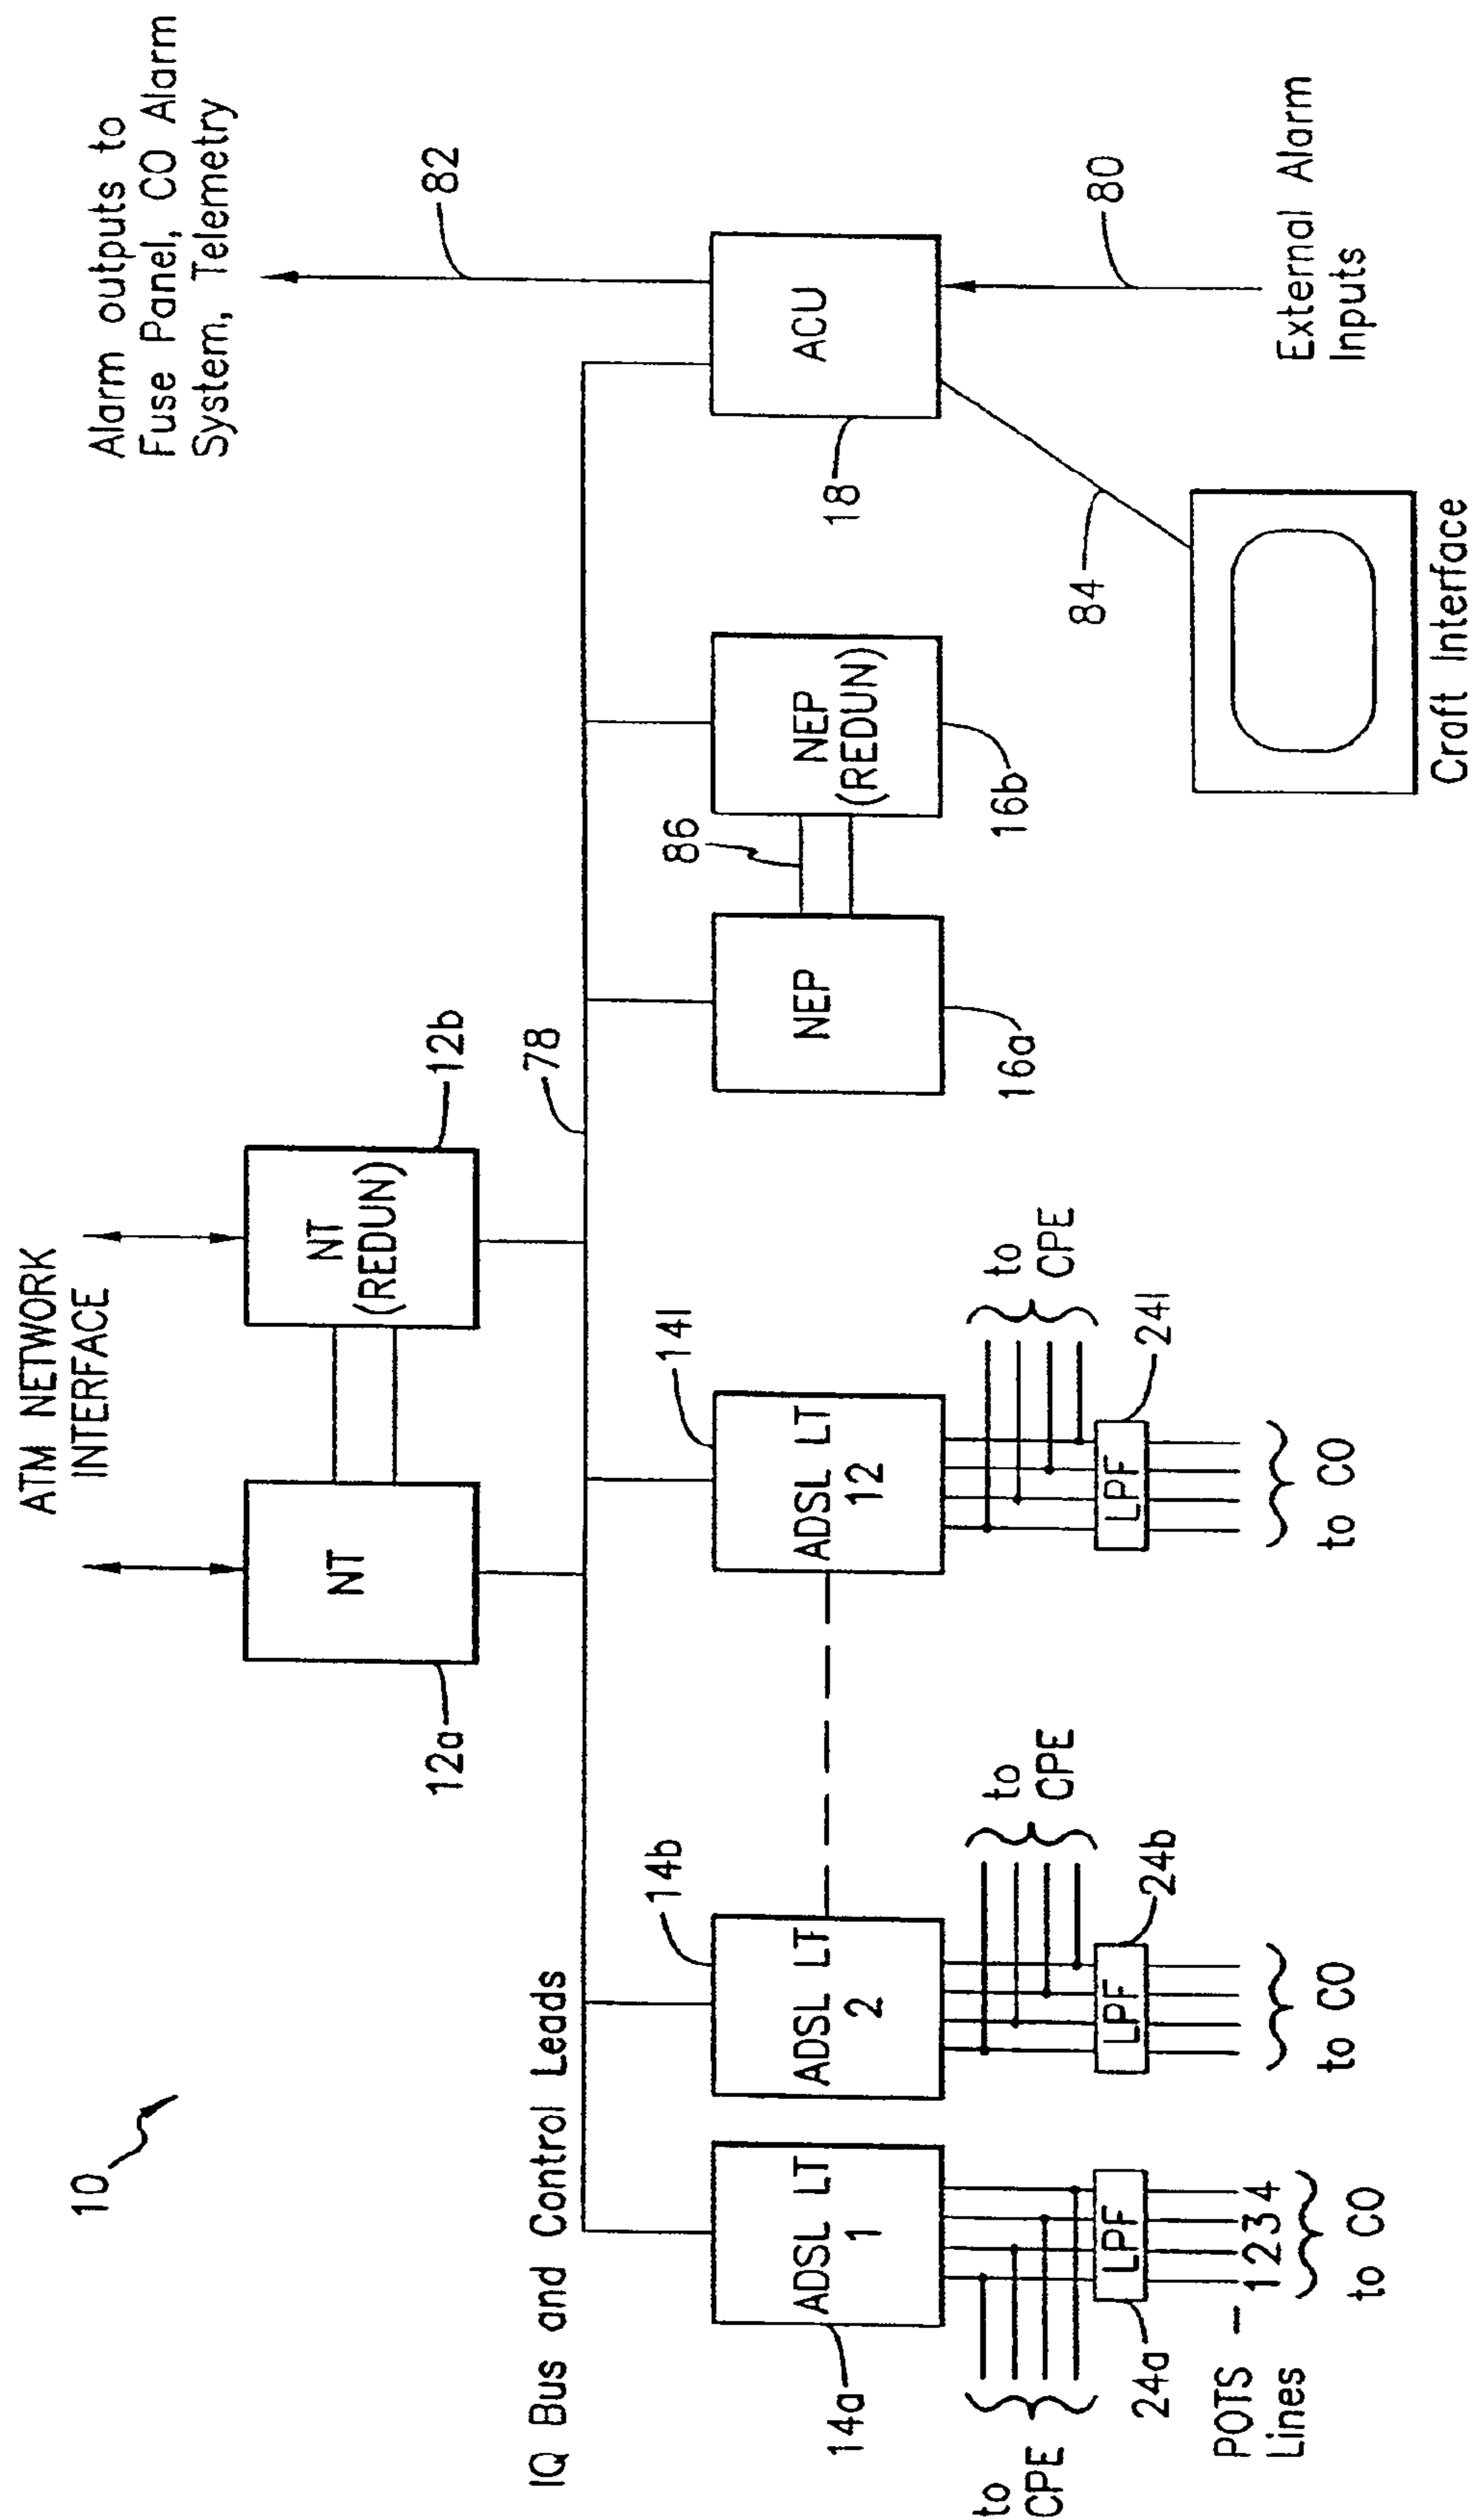 10
ATM NETWORK
INTERFACE
Alarm outputs to
Fuse Panel, CO Alarm
System, Telemetry
NT
12a
NT
(REDUN)
12b
82
IQ Bus and Control Leads
78
ADSL LT
1
14a
ADSL LT
2
14b
ADSL LT
12
14l
NEP
16a
86
NEP
(REDUN)
16b
ACU
18
80
External Alarm
Inputs
84
Craft Interface
to
CPE
to
CPE
to
CPE
LPF
24a
LPF
24b
LPF
24l
POTS – 1 2 3 4
Lines
to CO
to CO
to CO